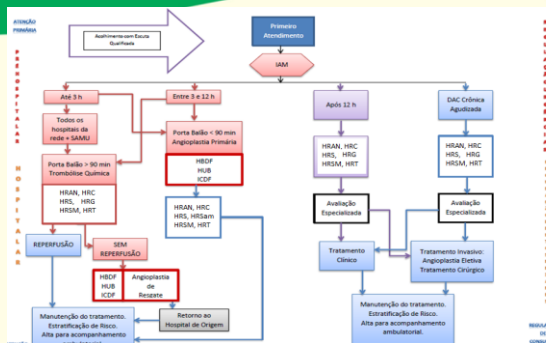 ATENÇÃO
PRIMÁRIA
Acolhimento com Escuta
Qualificada
Primeiro
Atendimento
IAM
PRÉ-HOSPITALAR
HOSPITALAR
Até 3 h
Entre 3 e 12 h
Após 12 h
DAC Crônica
Agudizada
Todos os
hospitais da
rede + SAMU
Porta Balão < 90 min
Angioplastia Primária
HBDF
HUB
ICDF
Porta Balão > 90 min
Trombólise Química
HRAN, HRC
HRS, HRG
HRSM, HRT
HRAN, HRC
HRS, HRSam
HRSM, HRT
HRAN, HRC
HRS, HRG
HRSM, HRT
HRAN, HRC
HRS, HRG
HRSM, HRT
Avaliação
Especializada
Avaliação
Especializada
REPERFUSÃO
SEM
REPERFUSÃO
HBDF
HUB
ICDF
Angioplastia
de
Resgate
Tratamento
Clínico
Tratamento Invasivo:
Angioplastia Eletiva
Tratamento Cirúrgico
Retorno ao
Hospital de Origem
Manutenção do tratamento.
Estratificação de Risco.
Alta para acompanhamento
ambulatorial.
Manutenção do tratamento.
Estratificação de Risco.
Alta para acompanhamento
ambulatorial.